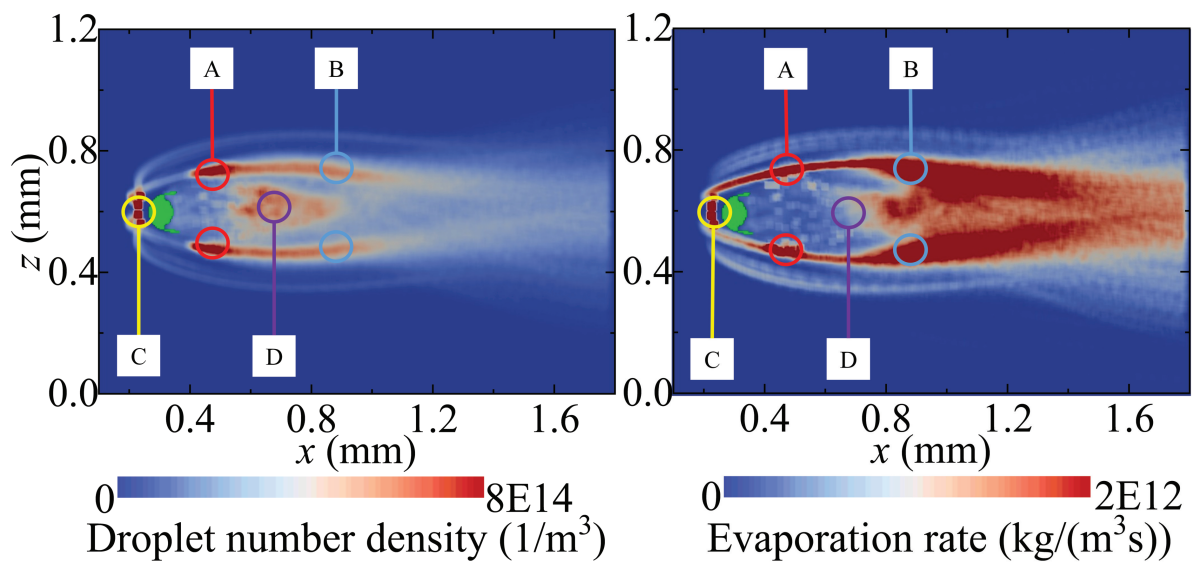 1.2
A
B
0.8
z (mm)
0.4
C
D
0.0
0.4 0.8 1.2 1.6
x (mm)
0 8E14
Droplet number density (1/m³)
1.2
A
B
0.8
0.4
C
D
0.0
0.4 0.8 1.2 1.6
x (mm)
0 2E12
Evaporation rate (kg/(m³s))